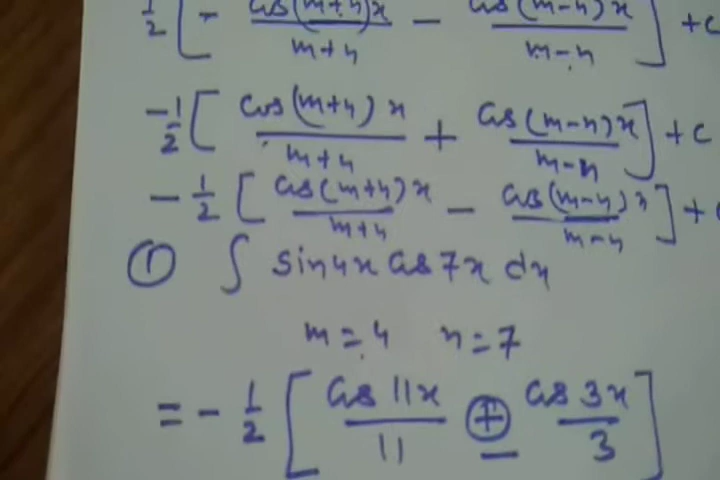 1/2 [ - cos(m+n)x / m+n - cos(m-n)x / m-n ] + c
-1/2 [ cos(m+n)x / m+n + cos(m-n)x / m-n ] + c
-1/2 [ cos(m+n)x / m+n - cos(m-n)x / m-n ] + c
① ∫ sin4x cos7x dx
m=4 n=7
= -1/2 [ cos 11x / 11 ⊕ cos 3x / 3 ]